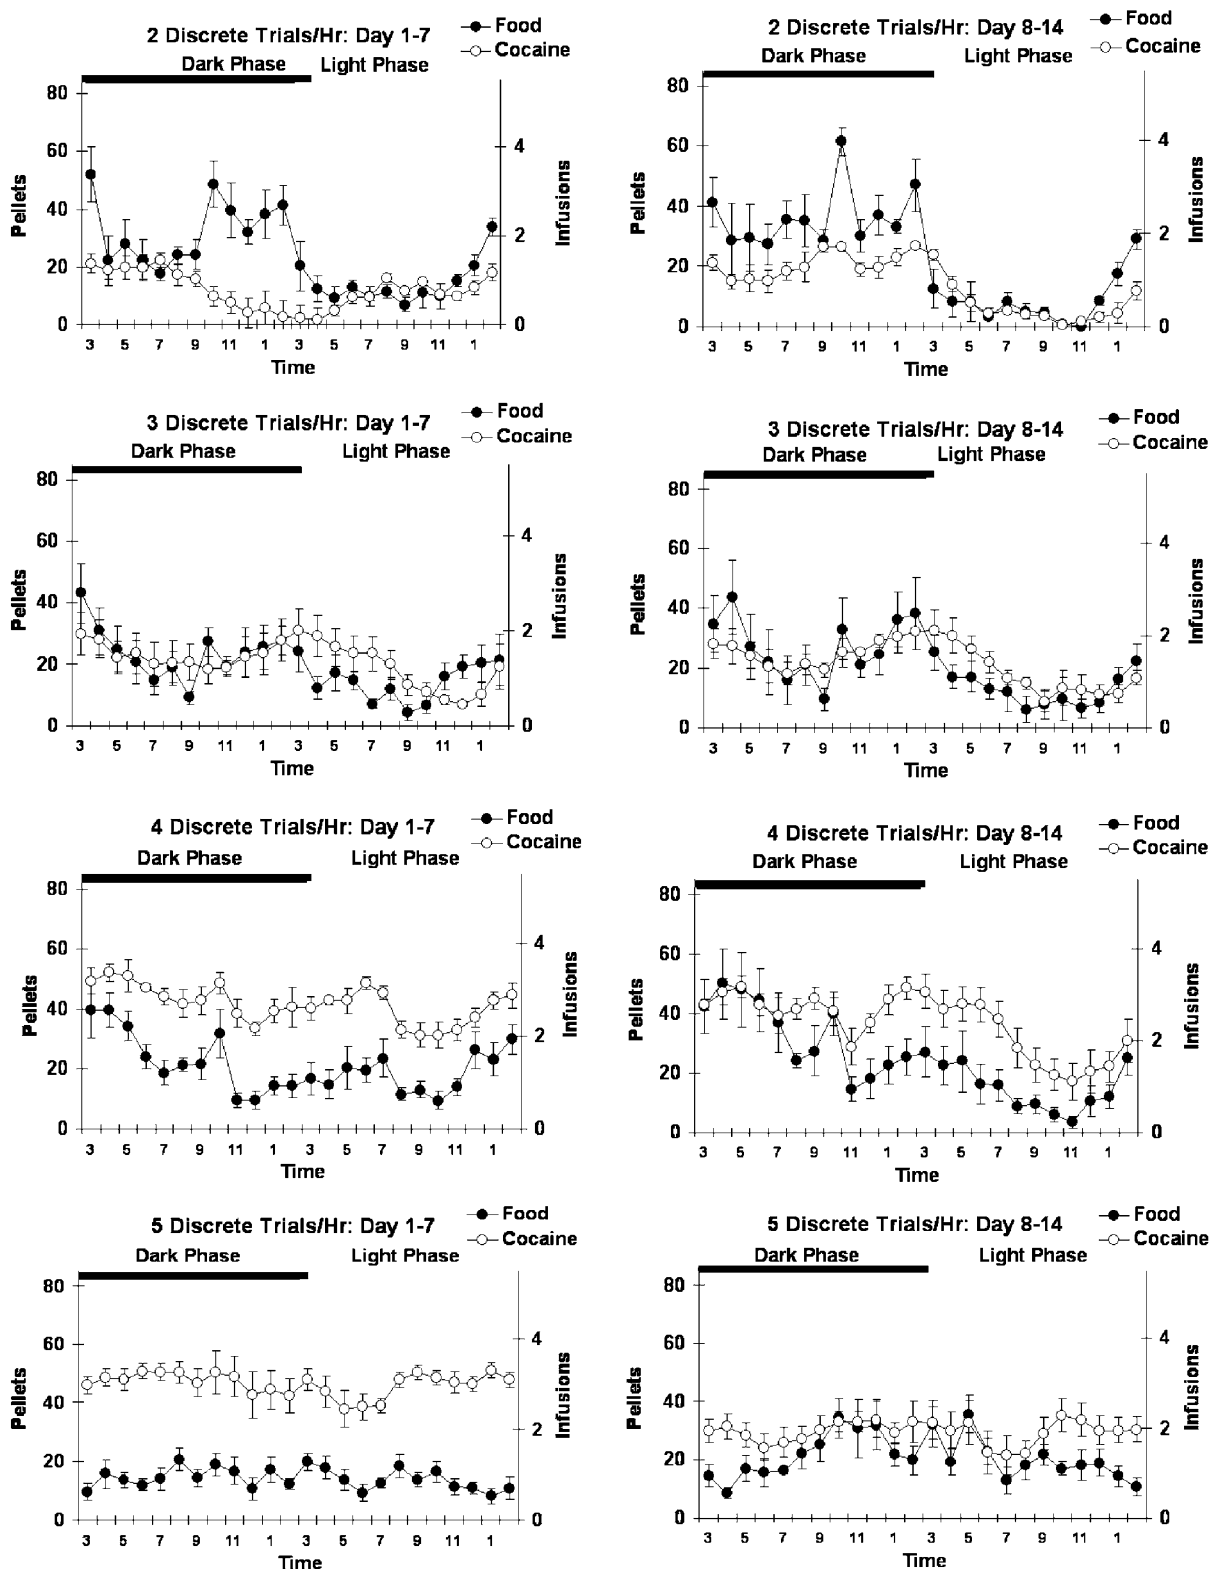 2 Discrete Trials/Hr: Day 1-7
Food
Cocaine
Dark Phase Light Phase
80
60
40
20
0
Pellets
4
2
0
Infusions
3 5 7 9 11 1 3 5 7 9 11 1
Time
2 Discrete Trials/Hr: Day 8-14
Food
Cocaine
Dark Phase Light Phase
80
60
40
20
0
Pellets
4
2
0
Infusions
3 5 7 9 11 1 3 5 7 9 11 1
Time
3 Discrete Trials/Hr: Day 1-7
Food
Cocaine
Dark Phase Light Phase
80
60
40
20
0
Pellets
4
2
0
Infusions
3 5 7 9 11 1 3 5 7 9 11 1
Time
3 Discrete Trials/Hr: Day 8-14
Food
Cocaine
Dark Phase Light Phase
80
60
40
20
0
Pellets
4
2
0
Infusions
3 5 7 9 11 1 3 5 7 9 11 1
Time
4 Discrete Trials/Hr: Day 1-7
Food
Cocaine
Dark Phase Light Phase
80
60
40
20
0
Pellets
4
2
0
Infusions
3 5 7 9 11 1 3 5 7 9 11 1
Time
4 Discrete Trials/Hr: Day 8-14
Food
Cocaine
Dark Phase Light Phase
80
60
40
20
0
Pellets
4
2
0
Infusions
3 5 7 9 11 1 3 5 7 9 11 1
Time
5 Discrete Trials/Hr: Day 1-7
Food
Cocaine
Dark Phase Light Phase
80
60
40
20
0
Pellets
4
2
0
Infusions
3 5 7 9 11 1 3 5 7 9 11 1
Time
5 Discrete Trials/Hr: Day 8-14
Food
Cocaine
Dark Phase Light Phase
80
60
40
20
0
Pellets
4
2
0
Infusions
3 5 7 9 11 1 3 5 7 9 11 1
Time